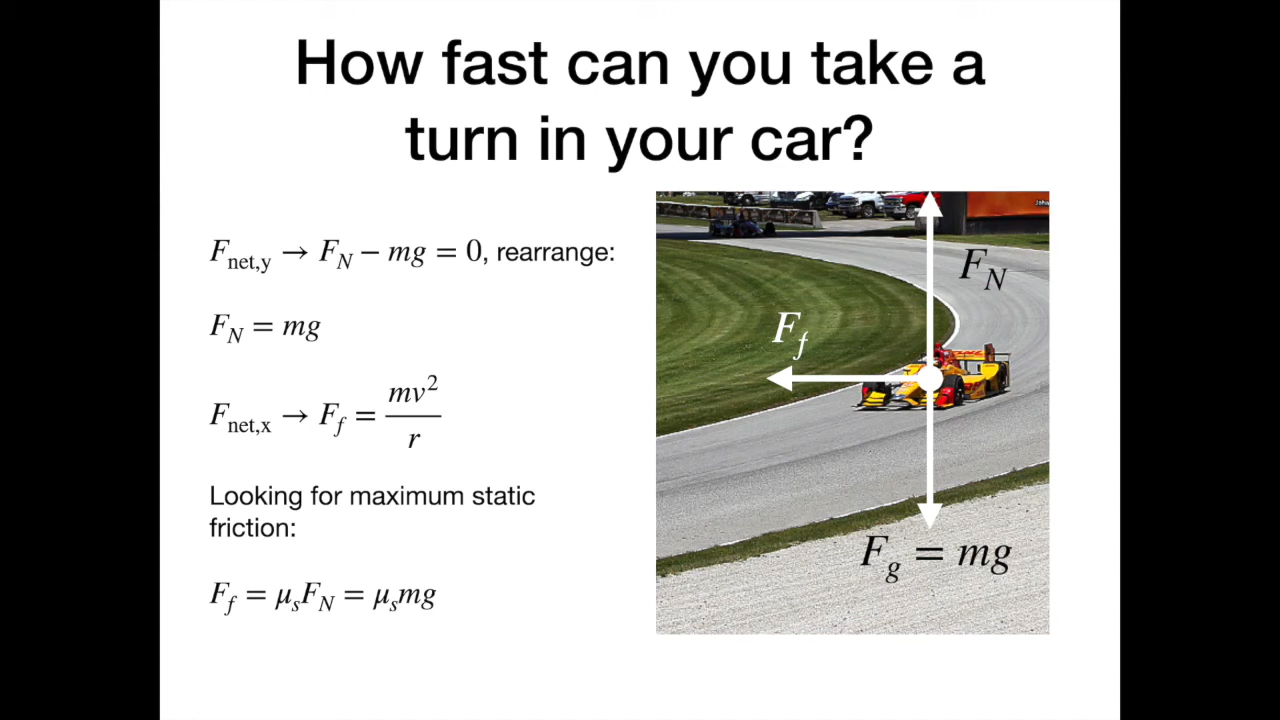 How fast can you take a
turn in your car?
F_net,y → F_N − mg = 0, rearrange:
F_N = mg
F_net,x → F_f = mv²/r
Looking for maximum static
friction:
F_f = μ_sF_N = μ_smg
F_N
F_f
F_g = mg